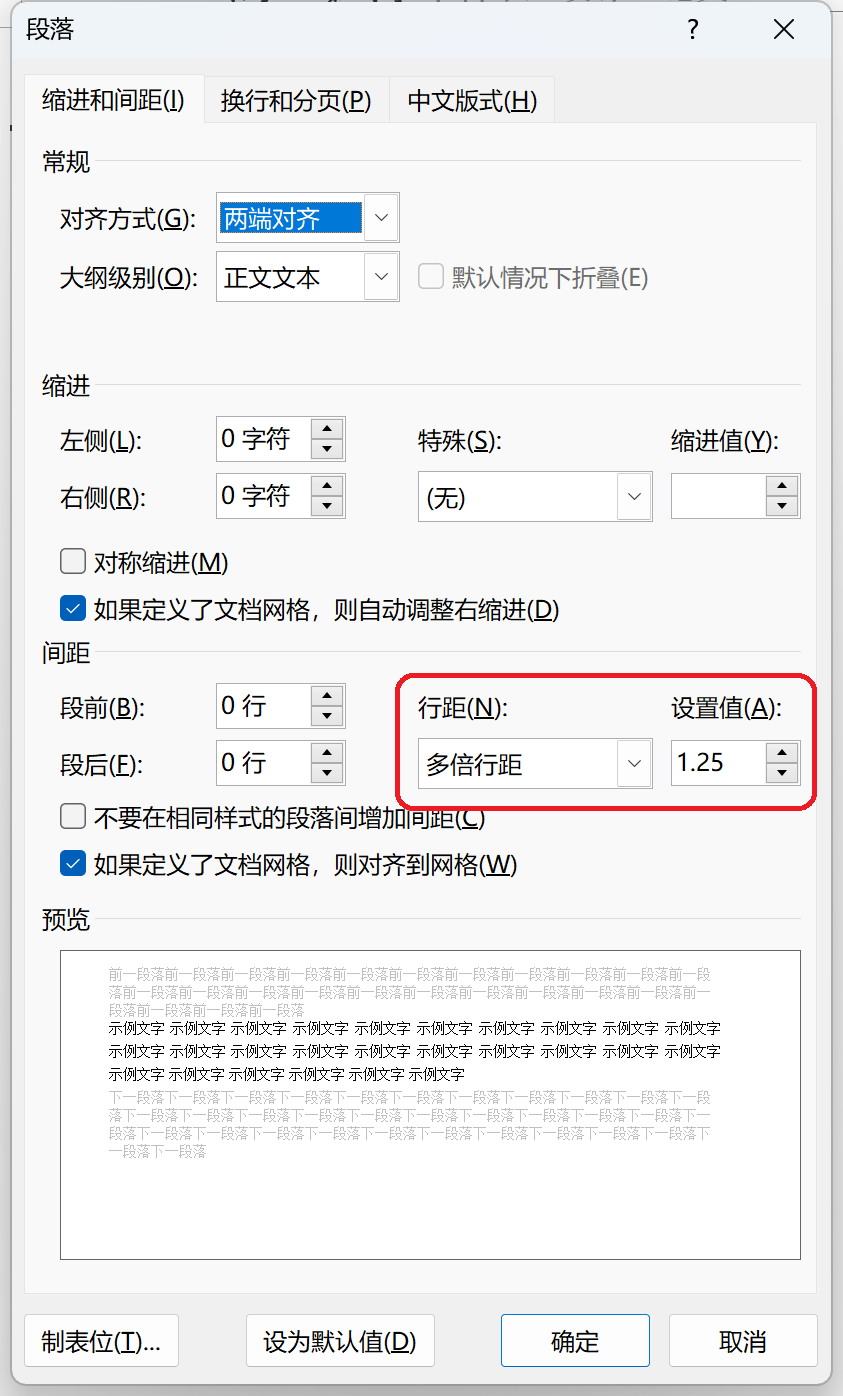 段落 ?
缩进和间距(I) 换行和分页(P) 中文版式(H)
常规
对齐方式(G): 两端对齐
大纲级别(O): 正文文本 默认情况下折叠(E)
缩进
左侧(L): 0 字符 特殊(S): 缩进值(Y):
右侧(R): 0 字符 (无)
对称缩进(M)
如果定义了文档网格，则自动调整右缩进(D)
间距
段前(B): 0 行 行距(N): 设置值(A):
段后(F): 0 行 多倍行距 1.25
不要在相同样式的段落间增加间距(C)
如果定义了文档网格，则对齐到网格(W)
预览
前一段落前一段落前一段落前一段落前一段落前一段落前一段落前一段落前一段落前一段落前一段
落前一段落前一段落前一段落前一段落前一段落前一段落前一段落前一段落前一段落前一段落前一
段落前一段落前一段落前一段落
示例文字 示例文字 示例文字 示例文字 示例文字 示例文字 示例文字 示例文字 示例文字 示例文字
示例文字 示例文字 示例文字 示例文字 示例文字 示例文字 示例文字 示例文字 示例文字 示例文字
示例文字 示例文字 示例文字 示例文字 示例文字 示例文字
下一段落下一段落下一段落下一段落下一段落下一段落下一段落下一段落下一段落下一段落下一段
落下一段落下一段落下一段落下一段落下一段落下一段落下一段落下一段落下一段落下一段落下一
段落下一段落下一段落下一段落下一段落下一段落下一段落下一段落下一段落下一段落下一段落下
一段落下一段落
制表位(T)... 设为默认值(D) 确定 取消